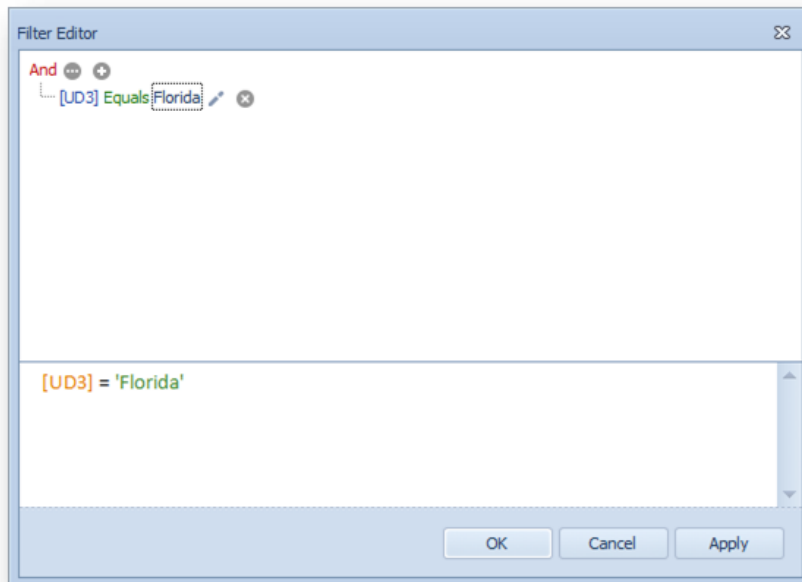 Filter Editor
And
[UD3] Equals Florida
[UD3] = 'Florida'
OK Cancel Apply